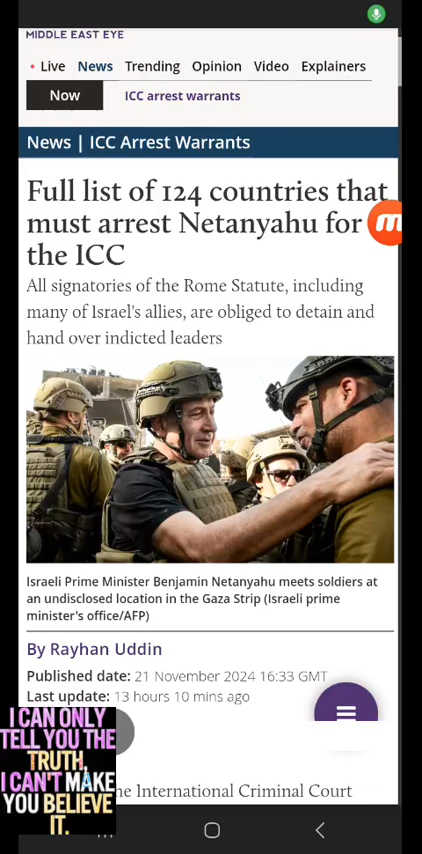 MIDDLE EAST EYE
Live News Trending Opinion Video Explainers
Now ICC arrest warrants
News | ICC Arrest Warrants
Full list of 124 countries that
must arrest Netanyahu for
the ICC
All signatories of the Rome Statute, including
many of Israel's allies, are obliged to detain and
hand over indicted leaders
Israeli Prime Minister Benjamin Netanyahu meets soldiers at
an undisclosed location in the Gaza Strip (Israeli prime
minister's office/AFP)
By Rayhan Uddin
Published date: 21 November 2024 16:33 GMT
Last update: 13 hours 10 mins ago
I CAN ONLY
TELL YOU THE
TRUTH,
I CAN'T MAKE
YOU BELIEVE
IT.
International Criminal Court